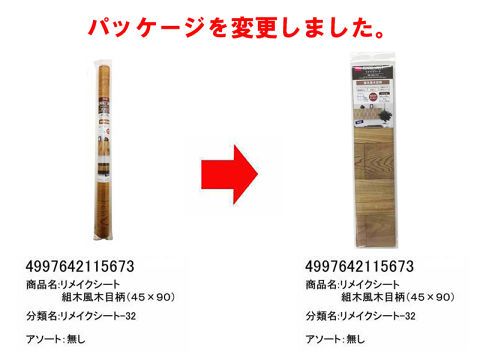 パッケージを変更しました。
4997642115673
商品名:リメイクシート
組木風木目柄(45×90)
分類名:リメイクシート-32
アソート:無し
4997642115673
商品名:リメイクシート
組木風木目柄(45×90)
分類名:リメイクシート-32
アソート:無し